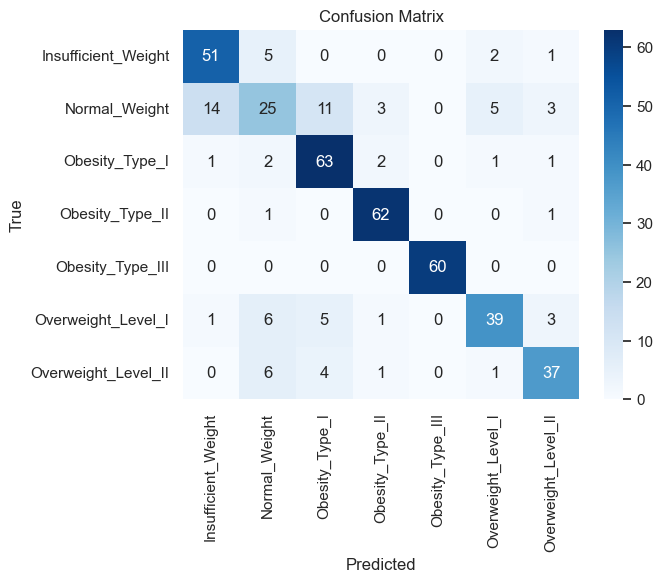 Confusion Matrix
True
Insufficient_Weight 51 5 0 0 0 2 1
Normal_Weight 14 25 11 3 0 5 3
Obesity_Type_I 1 2 63 2 0 1 1
Obesity_Type_II 0 1 0 62 0 0 1
Obesity_Type_III 0 0 0 0 60 0 0
Overweight_Level_I 1 6 5 1 0 39 3
Overweight_Level_II 0 6 4 1 0 1 37
Insufficient_Weight
Normal_Weight
Obesity_Type_I
Obesity_Type_II
Obesity_Type_III
Overweight_Level_I
Overweight_Level_II
Predicted
60
50
40
30
20
10
0